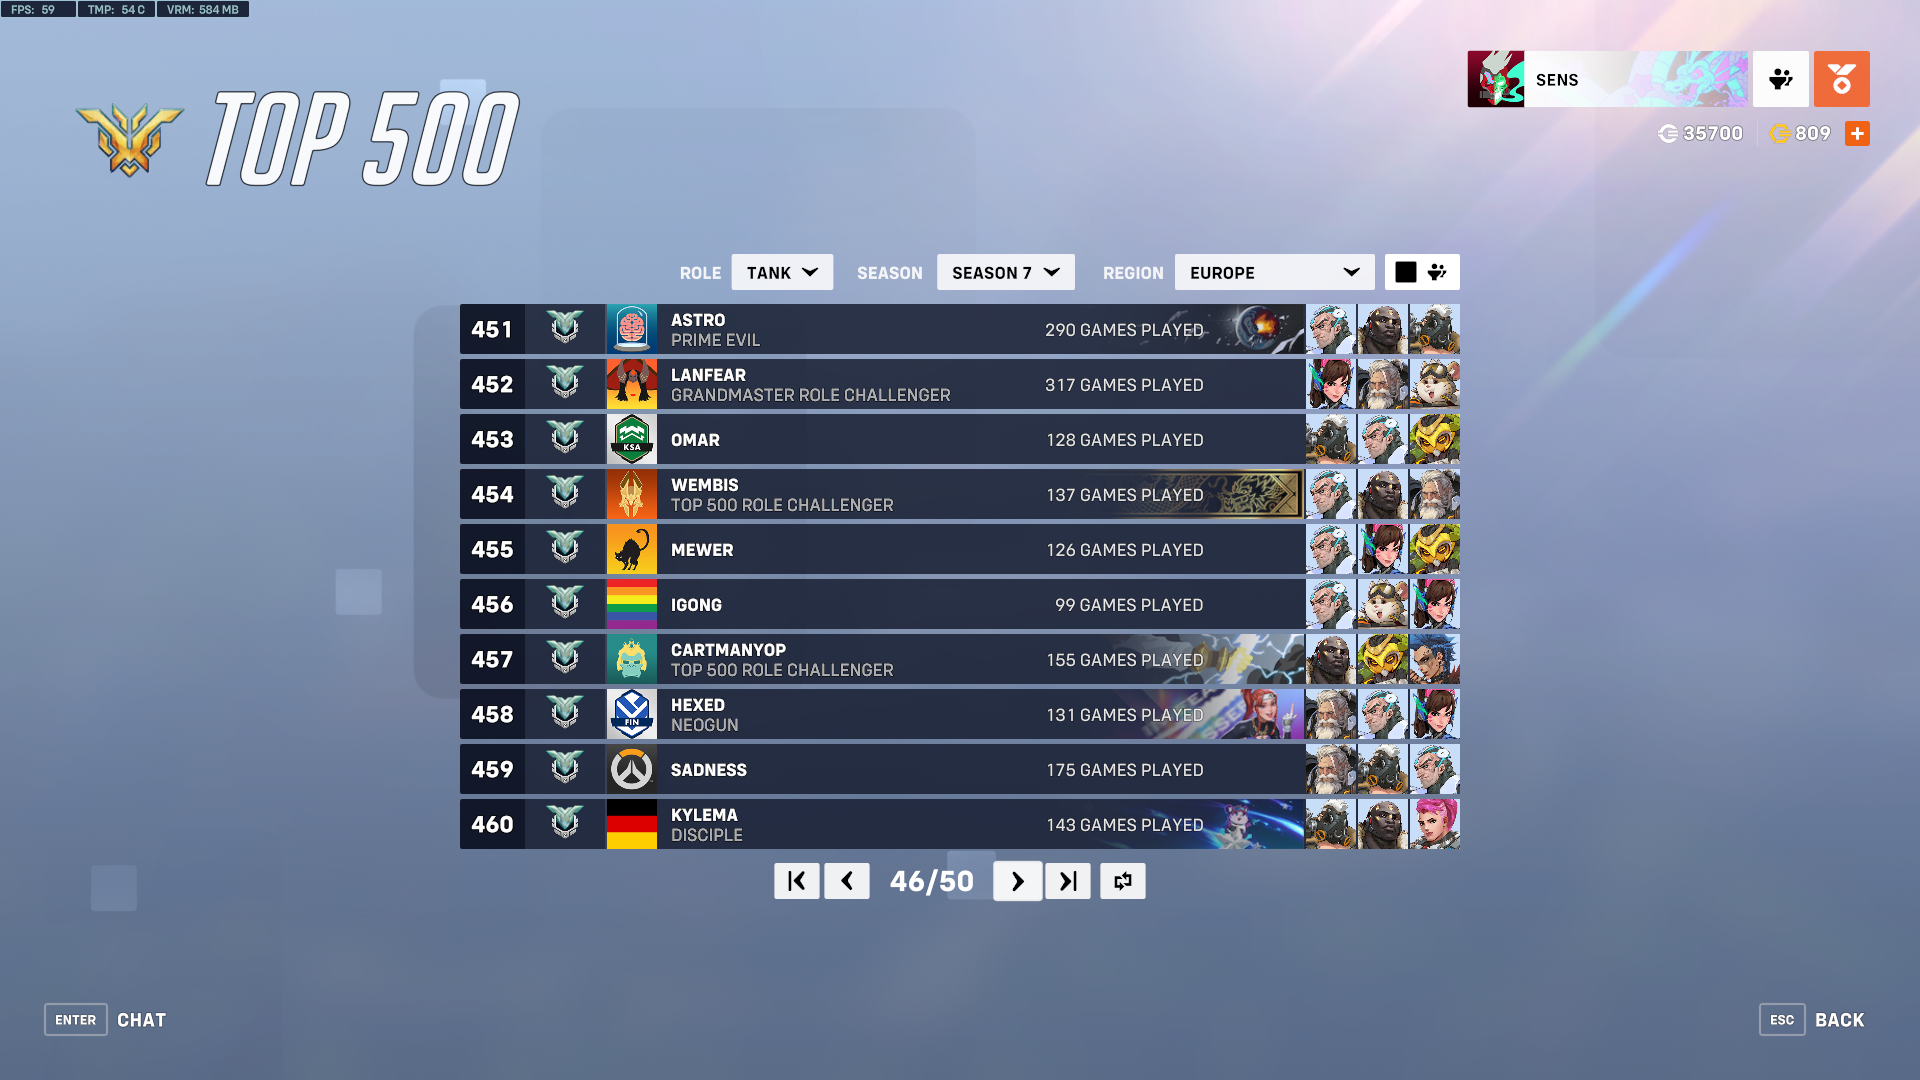 FPS: 59 TMP: 54 C VRM: 584 MB
TOP 500
SENS
35700 809
ROLE TANK SEASON SEASON 7 REGION EUROPE
451 ASTRO 290 GAMES PLAYED
PRIME EVIL
452 LANFEAR 317 GAMES PLAYED
GRANDMASTER ROLE CHALLENGER
453 KSA OMAR 128 GAMES PLAYED
454 WEMBIS 137 GAMES PLAYED
TOP 500 ROLE CHALLENGER
455 MEWER 126 GAMES PLAYED
456 IGONG 99 GAMES PLAYED
457 CARTMANYOP 155 GAMES PLAYED
TOP 500 ROLE CHALLENGER
458 FIN HEXED 131 GAMES PLAYED
NEOGUN
459 SADNESS 175 GAMES PLAYED
460 KYLEMA 143 GAMES PLAYED
DISCIPLE
46/50
ENTER CHAT
ESC BACK